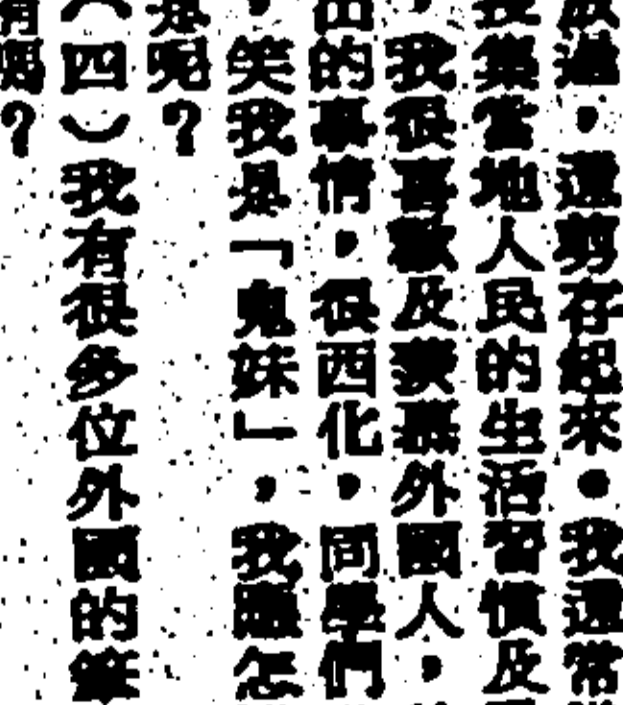 放過，還剪存起來。我還常
搜集當地人民的生活習慣及
，我很喜歡及羨慕外國人，
出的事情，很西化，同學們
，笑我是「鬼妹」，我
是呢？
（四）我有很多位外國的筆
有嗎？